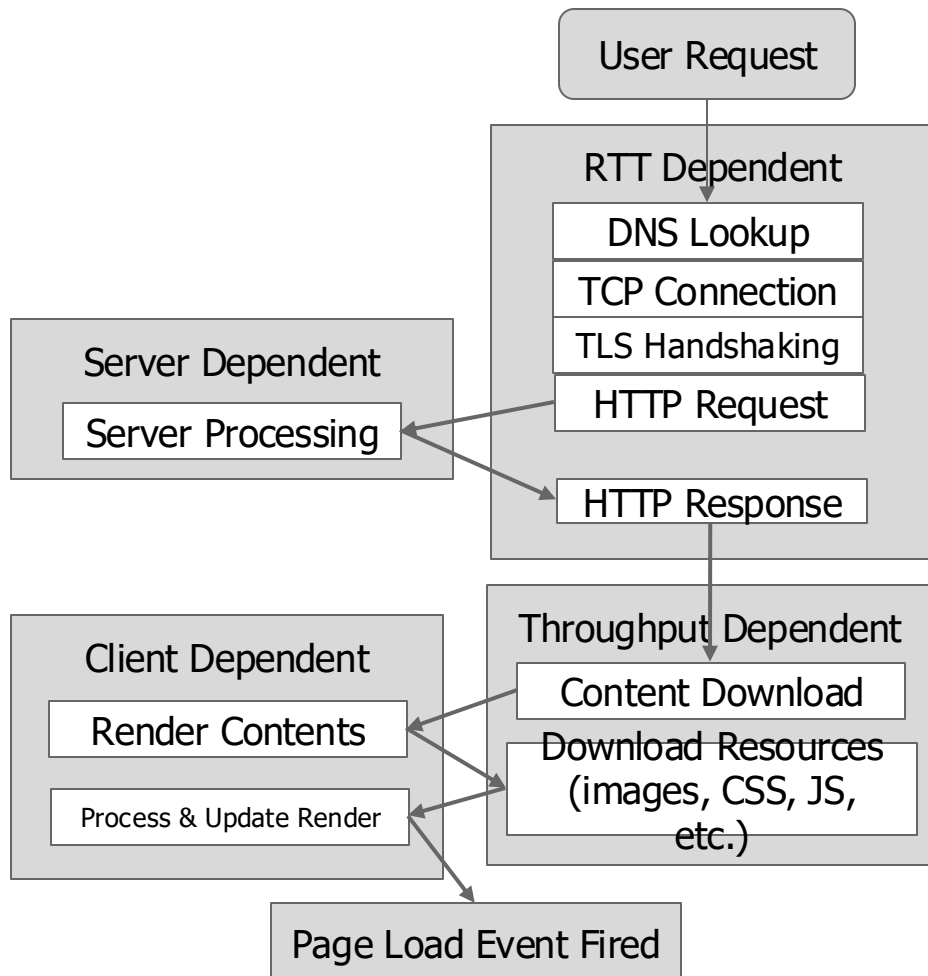 User Request
RTT Dependent
DNS Lookup
TCP Connection
TLS Handshaking
HTTP Request
Server Dependent
Server Processing
HTTP Response
Throughput Dependent
Content Download
Client Dependent
Render Contents
Download Resources
(images, CSS, JS,
etc.)
Process & Update Render
Page Load Event Fired